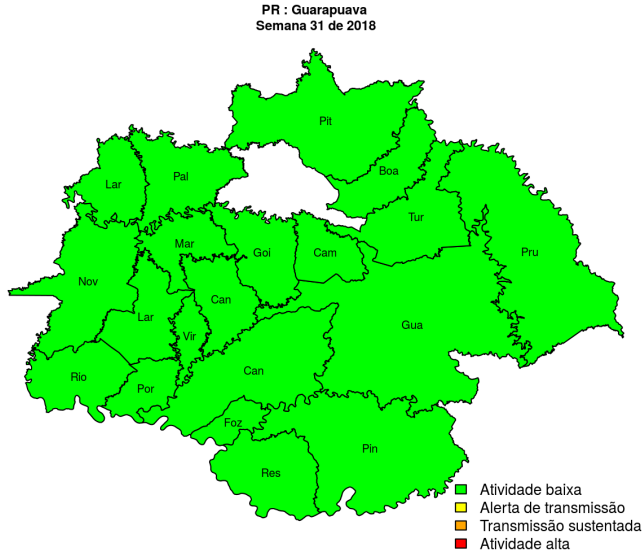 PR : Guarapuava
Semana 31 de 2018
Pit
Boa
Lar
Pal
Tur
Mar
Goi
Cam
Pru
Nov
Can
Lar
Vir
Gua
Can
Rio
Por
Foz
Pin
Res
Atividade baixa
Alerta de transmissão
Transmissão sustentada
Atividade alta